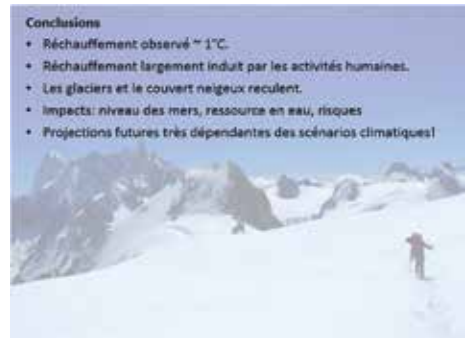 Conclusions
• Réchauffement observé ~ 1°C.
• Réchauffement largement induit par les activités humaines.
• Les glaciers et le couvert neigeux reculent.
• Impacts: niveau des mers, ressource en eau, risques
• Projections futures très dépendantes des scénarios climatiques!